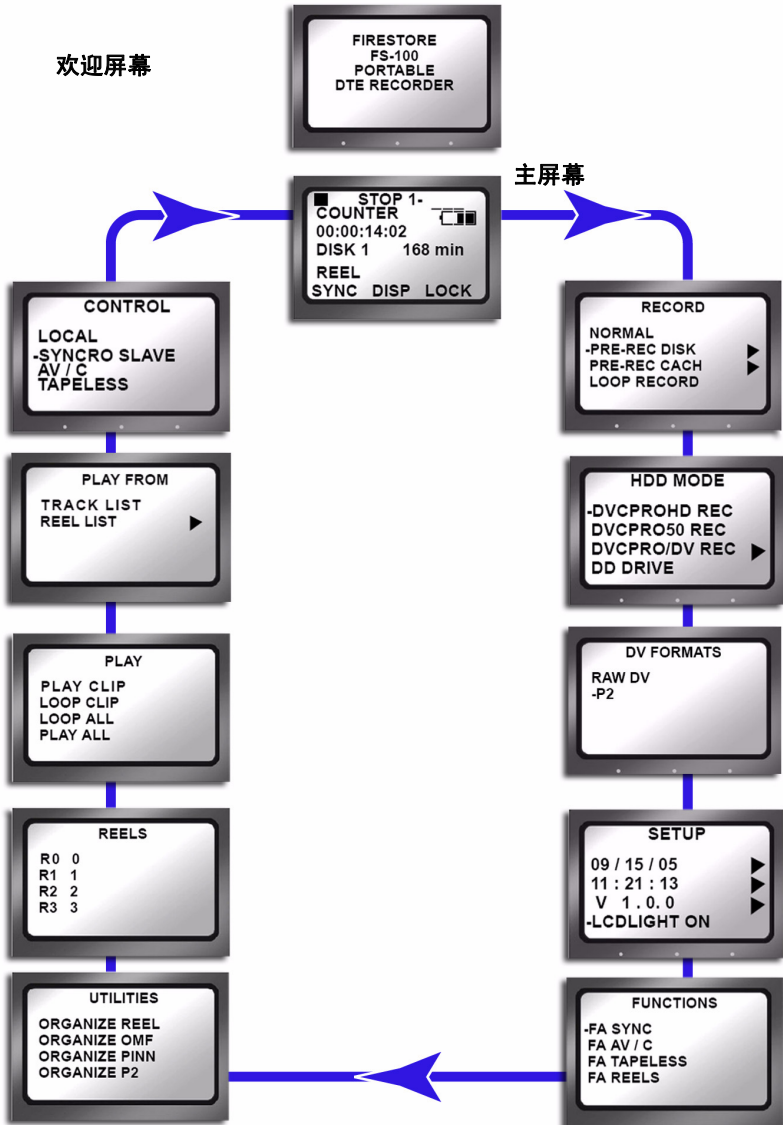 欢迎屏幕
FIRESTORE
FS-100
PORTABLE
DTE RECORDER
主屏幕
STOP 1-
COUNTER
00:00:14:02
DISK 1 168 min
REEL
SYNC DISP LOCK
RECORD
NORMAL
-PRE-REC DISK
PRE-REC CACH
LOOP RECORD
HDD MODE
-DVCPROHD REC
DVCPRO50 REC
DVCPRO/DV REC
DD DRIVE
DV FORMATS
RAW DV
-P2
SETUP
09 / 15 / 05
11 : 21 : 13
V 1 . 0. 0
-LCDLIGHT ON
FUNCTIONS
-FA SYNC
FA AV / C
FA TAPELESS
FA REELS
UTILITIES
ORGANIZE REEL
ORGANIZE OMF
ORGANIZE PINN
ORGANIZE P2
REELS
R0 0
R1 1
R2 2
R3 3
PLAY
PLAY CLIP
LOOP CLIP
LOOP ALL
PLAY ALL
PLAY FROM
TRACK LIST
REEL LIST
CONTROL
LOCAL
-SYNCRO SLAVE
AV / C
TAPELESS